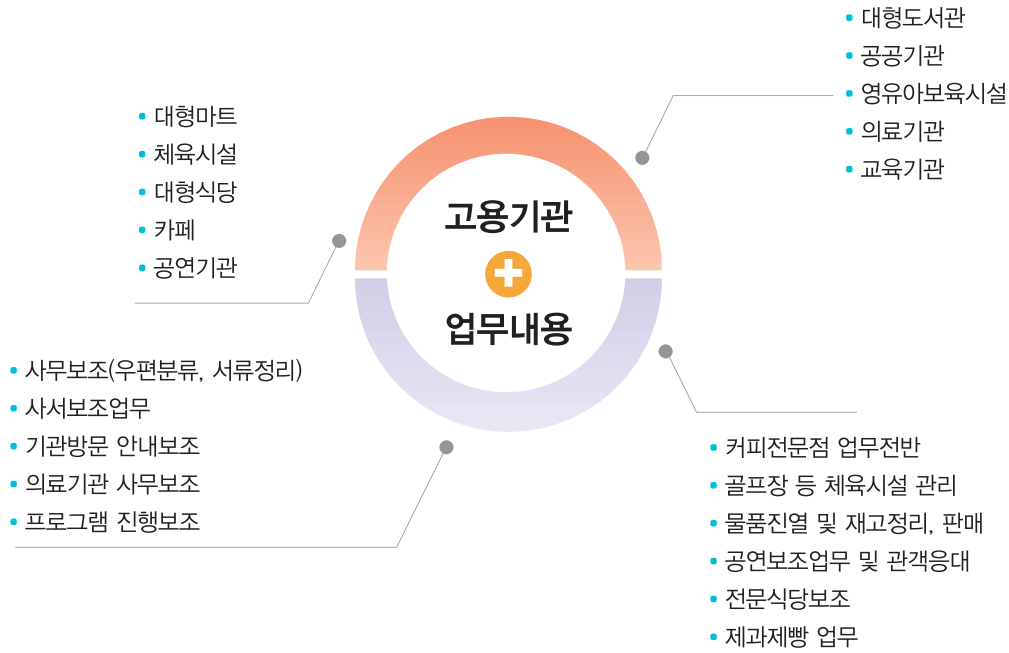 대형도서관
공공기관
영유아보육시설
의료기관
교육기관
대형마트
체육시설
대형식당
카페
공연기관
고용기관
업무내용
사무보조(우편분류, 서류정리)
사서보조업무
기관방문 안내보조
의료기관 사무보조
프로그램 진행보조
커피전문점 업무전반
골프장 등 체육시설 관리
물품진열 및 재고정리, 판매
공연보조업무 및 관객응대
전문식당보조
제과제빵 업무